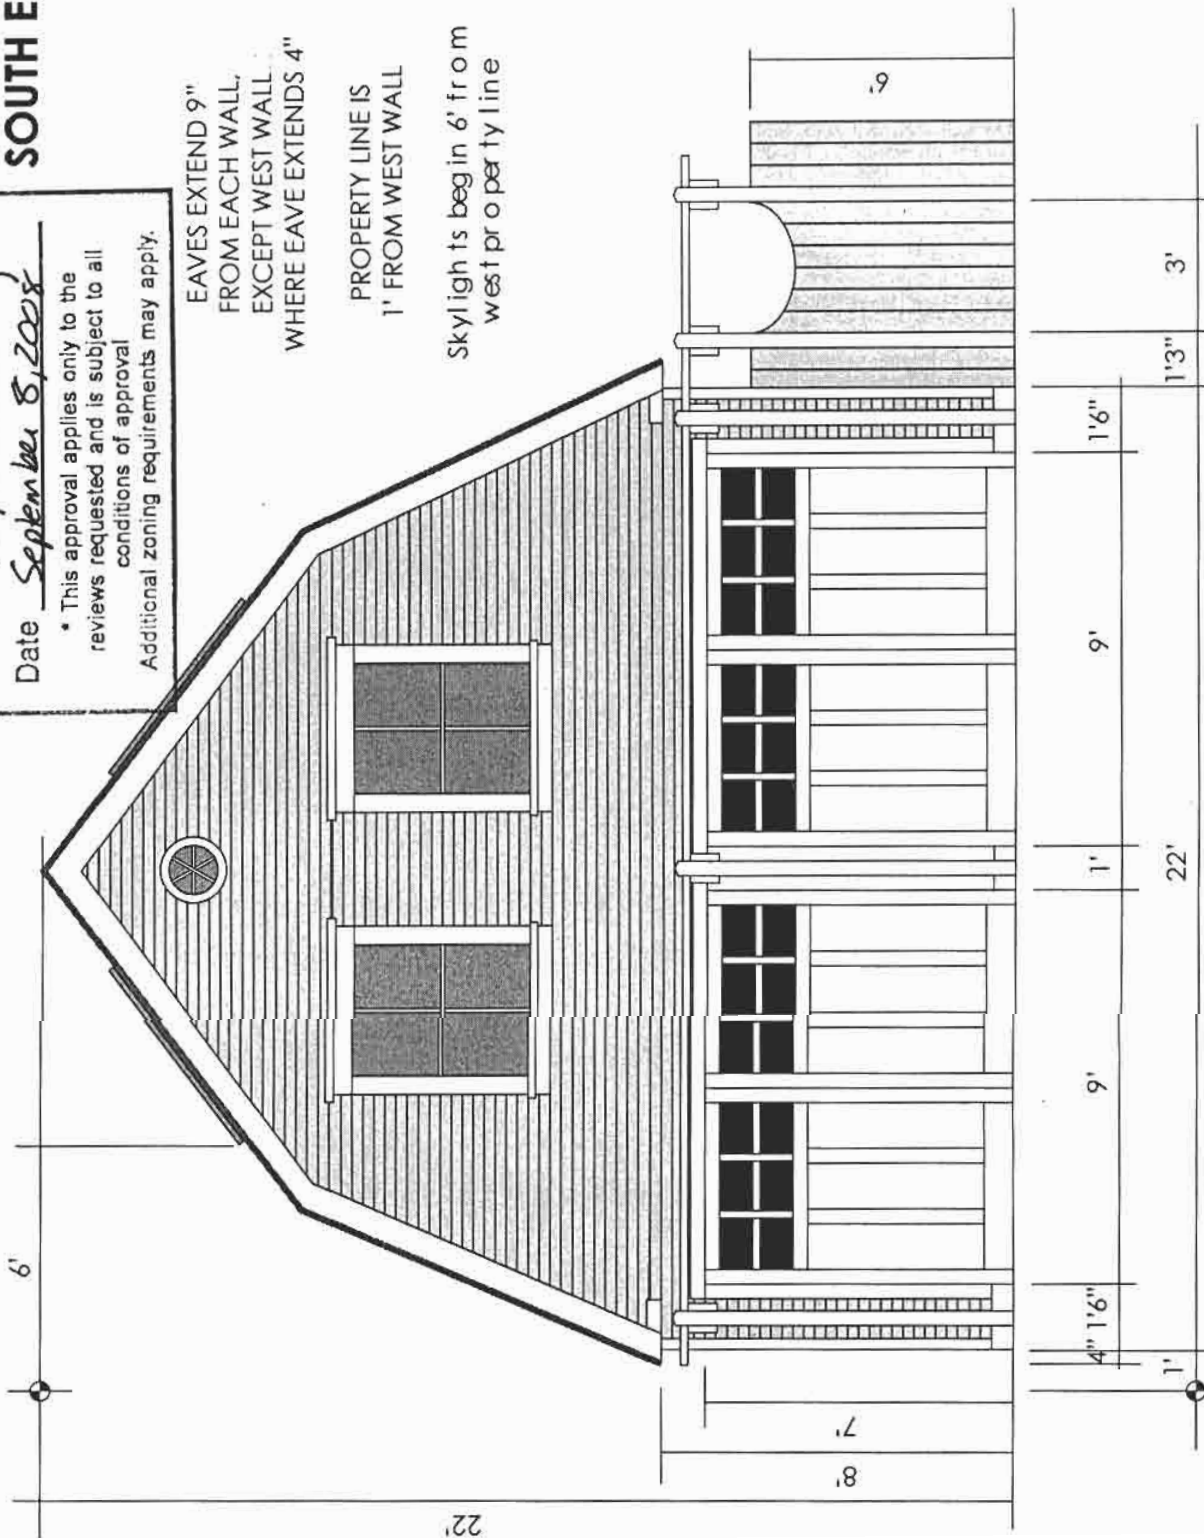 SOUTH E
Date September 8, 2008
* This approval applies only to the
reviews requested and is subject to all
conditions of approval
Additional zoning requirements may apply.
EAVES EXTEND 9"
FROM EACH WALL,
EXCEPT WEST WALL
WHERE EAVE EXTENDS 4"
PROPERTY LINE IS
1' FROM WEST WALL
Skylights begin 6' from
west property line
6'
6'
22'
8'
7'
4" 1'6"
9'
1'
9'
1'6"
1'
22'
1'3"
3'